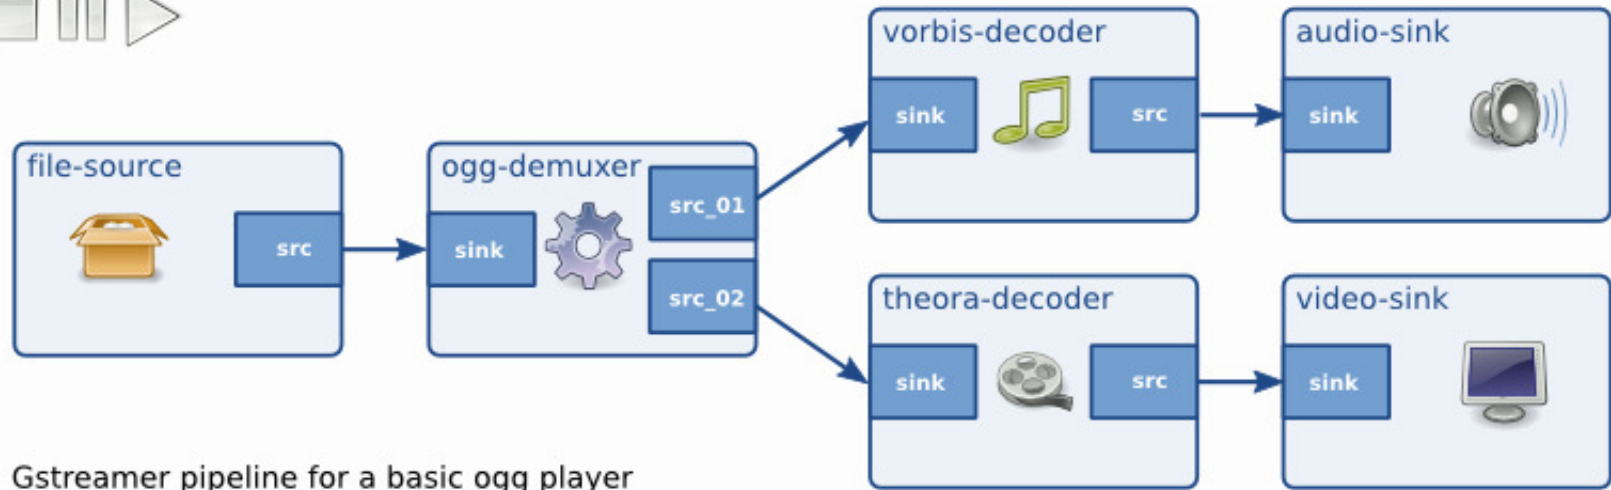 file-source
src
ogg-demuxer
sink
src_01
src_02
vorbis-decoder
sink
src
audio-sink
sink
theora-decoder
sink
src
video-sink
sink
Gstreamer pipeline for a basic ogg player